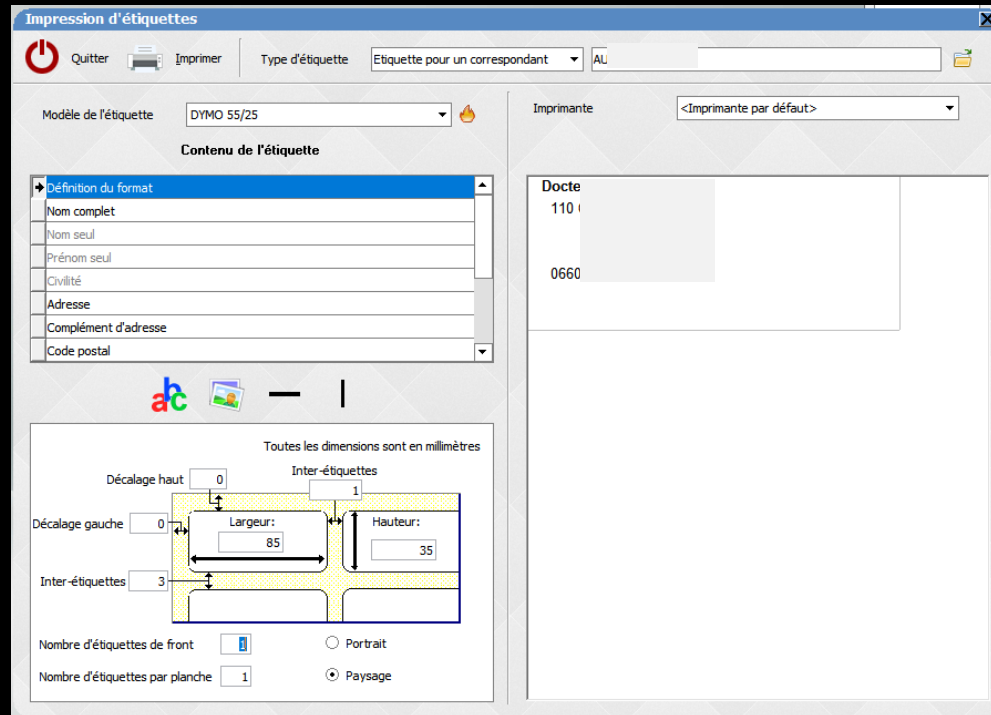 Impression d'étiquettes
Quitter Imprimer Type d'étiquette Etiquette pour un correspondant AU
Modèle de l'étiquette DYMO 55/25 Imprimante <Imprimante par défaut>
Contenu de l'étiquette
Définition du format
Nom complet
Nom seul
Prénom seul
Civilité
Adresse
Complément d'adresse
Code postal
Docte
110
0660
abc
Toutes les dimensions sont en millimètres
Décalage haut 0 Inter-étiquettes
1
Décalage gauche 0 Largeur: Hauteur:
85 35
Inter-étiquettes 3
Nombre d'étiquettes de front 1 Portrait
Nombre d'étiquettes par planche 1 Paysage